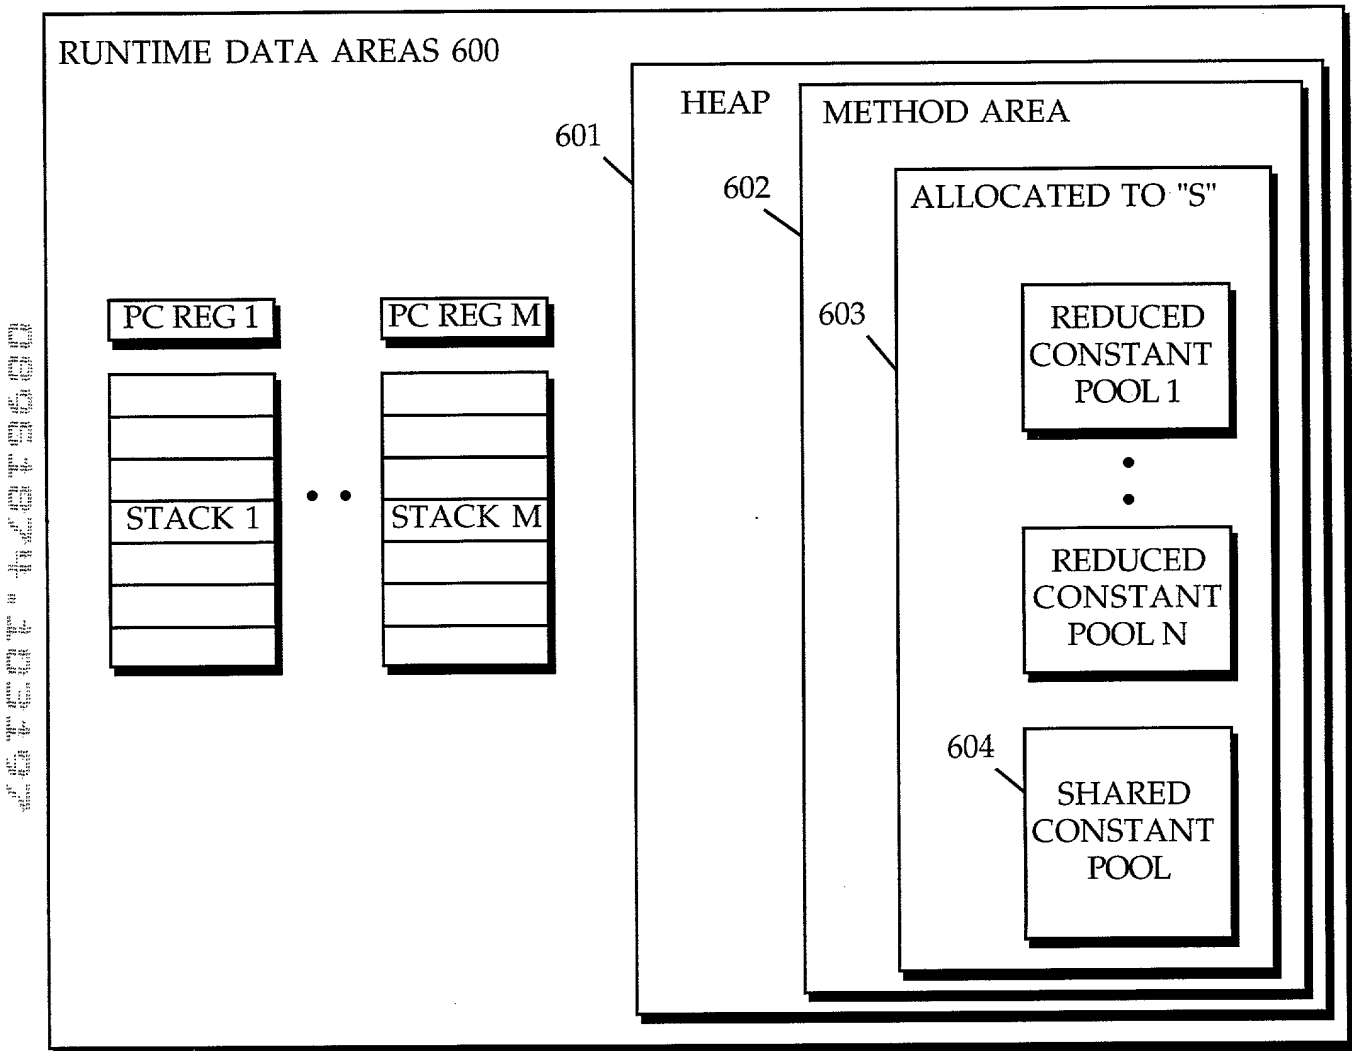 RUNTIME DATA AREAS 600
HEAP
METHOD AREA
601
602
ALLOCATED TO "S"
603
PC REG 1
PC REG M
REDUCED
CONSTANT
POOL 1
STACK 1
STACK M
REDUCED
CONSTANT
POOL N
604
SHARED
CONSTANT
POOL